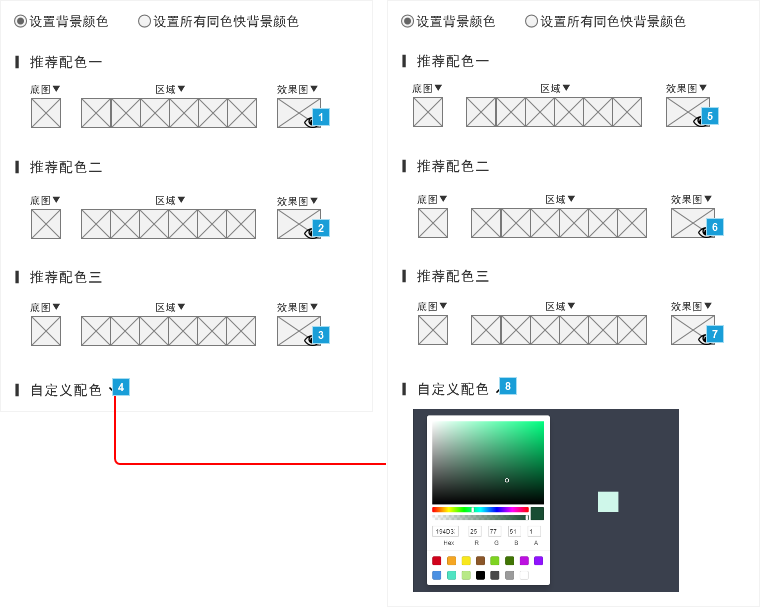 设置背景颜色 设置所有同色快背景颜色
推荐配色一
底图▼ 区域▼ 效果图▼
1
推荐配色二
底图▼ 区域▼ 效果图▼
2
推荐配色三
底图▼ 区域▼ 效果图▼
3
自定义配色 4
设置背景颜色 设置所有同色快背景颜色
推荐配色一
底图▼ 区域▼ 效果图▼
5
推荐配色二
底图▼ 区域▼ 效果图▼
6
推荐配色三
底图▼ 区域▼ 效果图▼
7
自定义配色 8
194D3 25 77 51 1
Hex R G B A